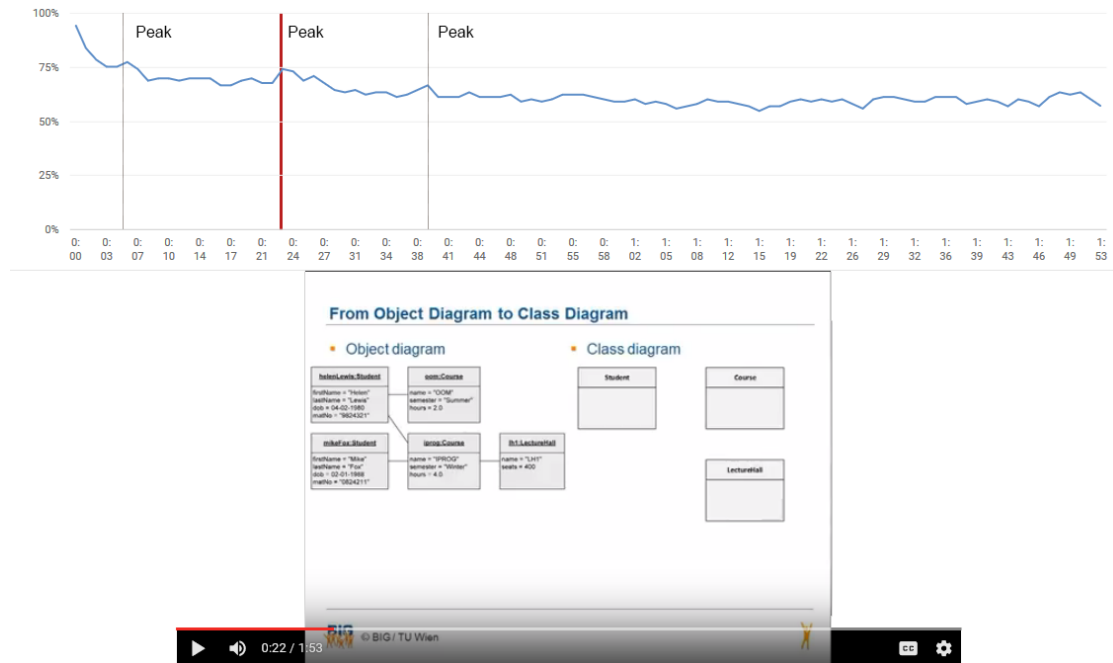 100%
Peak Peak Peak
75%
50%
25%
0%
0: 0: 0: 0: 0: 0: 0: 0: 0: 0: 0: 0: 0: 0: 0: 0: 0: 0: 1: 1: 1: 1: 1: 1: 1: 1: 1: 1: 1: 1: 1: 1: 1: 1:
00 03 07 10 14 17 21 24 27 31 34 38 41 44 48 51 55 58 02 05 08 12 15 19 22 26 29 32 36 39 43 46 49 53
From Object Diagram to Class Diagram
Object diagram
Class diagram
helenLewis:Student
firstName = "Helen"
lastName = "Lewis"
dob = 04-02-1980
matNo = "9824321"
oom:Course
name = "OOM"
semester = "Summer"
hours = 2.0
mikeFox:Student
firstName = "Mike"
lastName = "Fox"
dob = 02-01-1988
matNo = "0824211"
iprog:Course
name = "IPROG"
semester = "Winter"
hours = 4.0
lh1:LectureHall
name = "LH1"
seats = 400
Student
Course
LectureHall
BIG
© BIG / TU Wien
0:22 / 1:53
CC